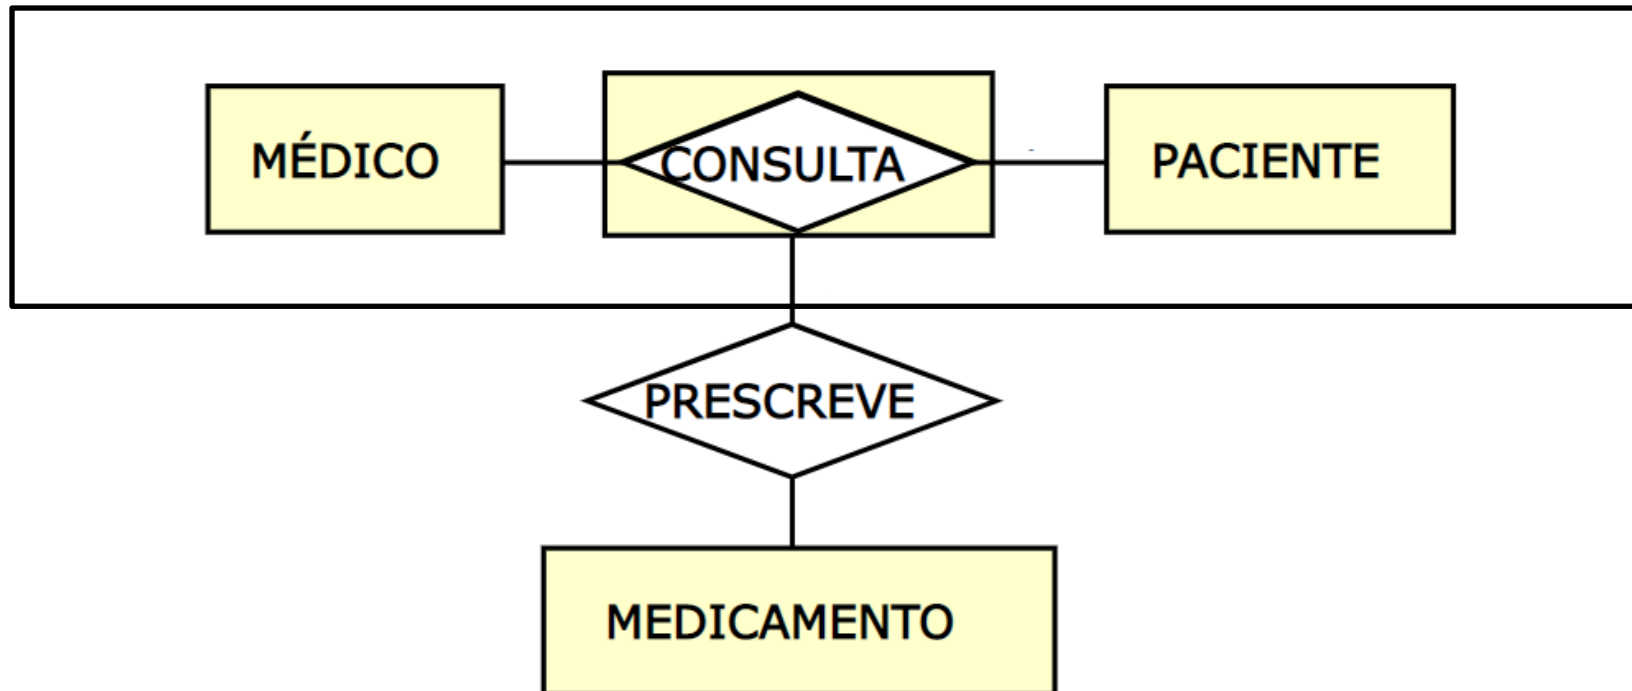 MÉDICO
CONSULTA
PACIENTE
PRESCREVE
MEDICAMENTO